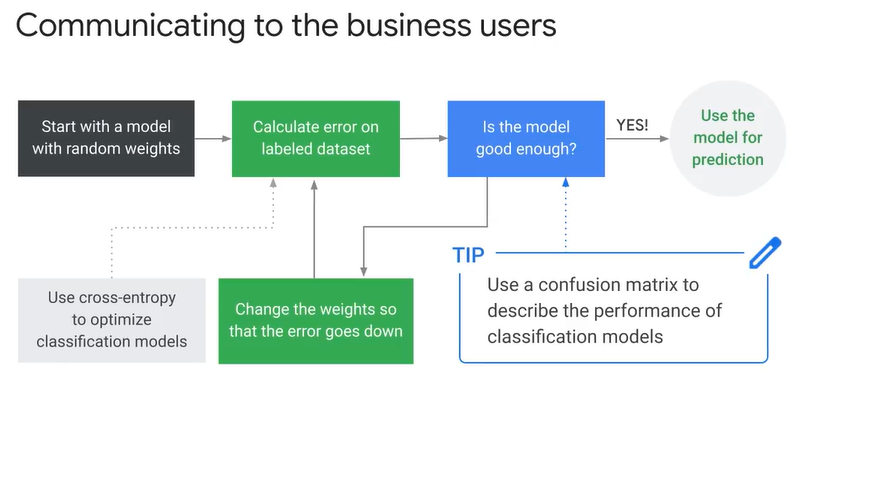 Communicating to the business users
Start with a model
with random weights
Calculate error on
labeled dataset
Is the model
good enough?
YES!
Use the
model for
prediction
Use cross-entropy
to optimize
classification models
Change the weights so
that the error goes down
TIP
Use a confusion matrix to
describe the performance of
classification models